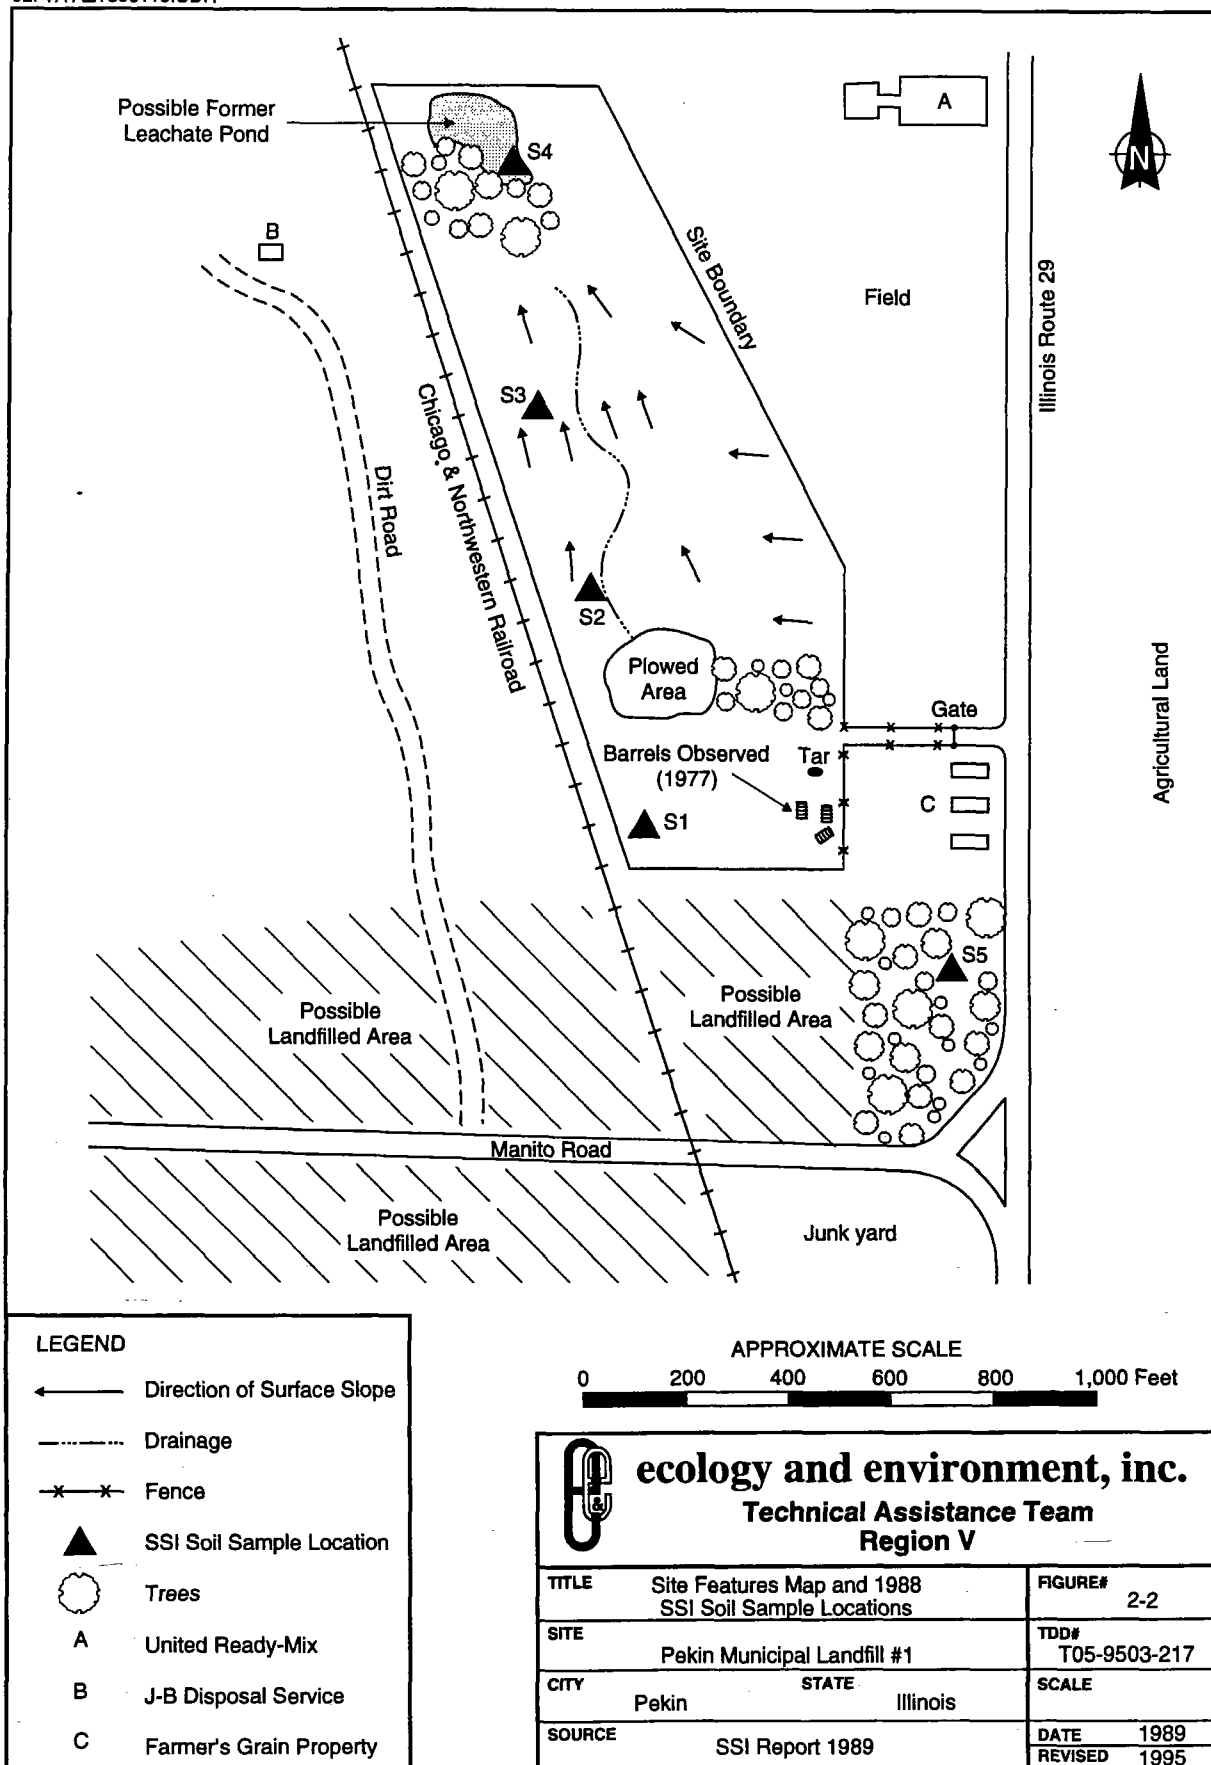 Possible Former
Leachate Pond
S4
A
N
B
Site Boundary
Field
Illinois Route 29
S3
Chicago & Northwestern Railroad
Dirt Road
S2
Plowed
Area
Gate
Agricultural Land
Barrels Observed
(1977)
Tar
C
S1
S5
Possible
Landfilled Area
Possible
Landfilled Area
Manito Road
Possible
Landfilled Area
Junk yard
LEGEND
Direction of Surface Slope
Drainage
Fence
SSI Soil Sample Location
Trees
A United Ready-Mix
B J-B Disposal Service
C Farmer's Grain Property
APPROXIMATE SCALE
0 200 400 600 800 1,000 Feet
ecology and environment, inc.
Technical Assistance Team
Region V
TITLE Site Features Map and 1988
SSI Soil Sample Locations
FIGURE#
2-2
SITE
Pekin Municipal Landfill #1
TDD#
T05-9503-217
CITY
Pekin
STATE
Illinois
SCALE
SOURCE
SSI Report 1989
DATE 1989
REVISED 1995